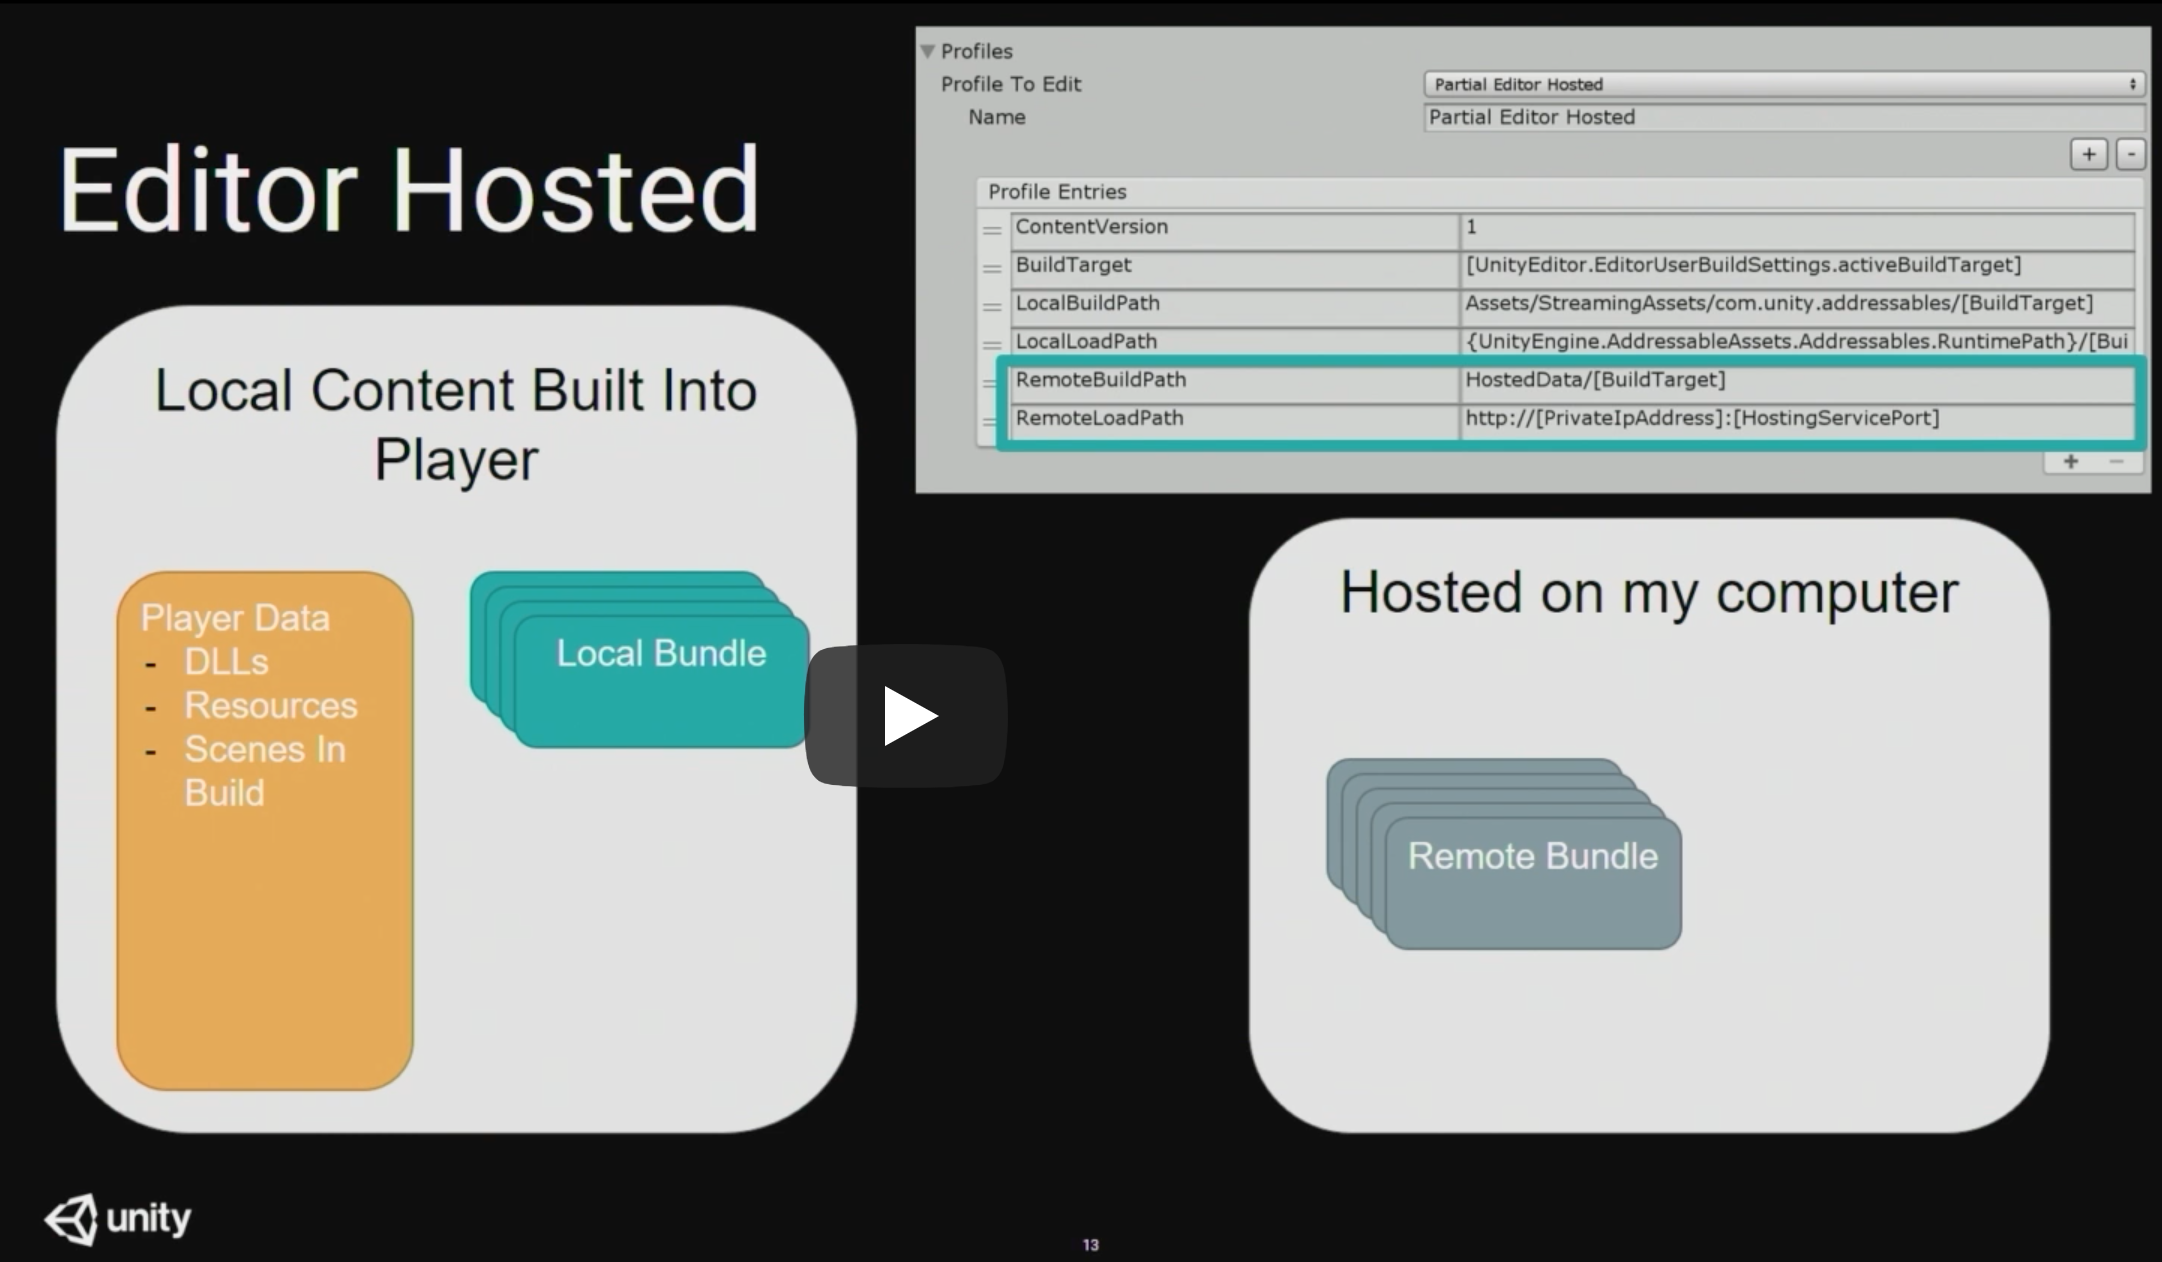 Editor Hosted
Profiles
Profile To Edit Partial Editor Hosted
Name Partial Editor Hosted
+ -
Profile Entries
ContentVersion 1
BuildTarget [UnityEditor.EditorUserBuildSettings.activeBuildTarget]
LocalBuildPath Assets/StreamingAssets/com.unity.addressables/[BuildTarget]
LocalLoadPath {UnityEngine.AddressableAssets.Addressables.RuntimePath}/[Bui
RemoteBuildPath HostedData/[BuildTarget]
RemoteLoadPath http://[PrivateIpAddress]:[HostingServicePort]
+ -
Local Content Built Into
Player
Player Data
- DLLs
- Resources
- Scenes In
Build
Local Bundle
Hosted on my computer
Remote Bundle
unity
13